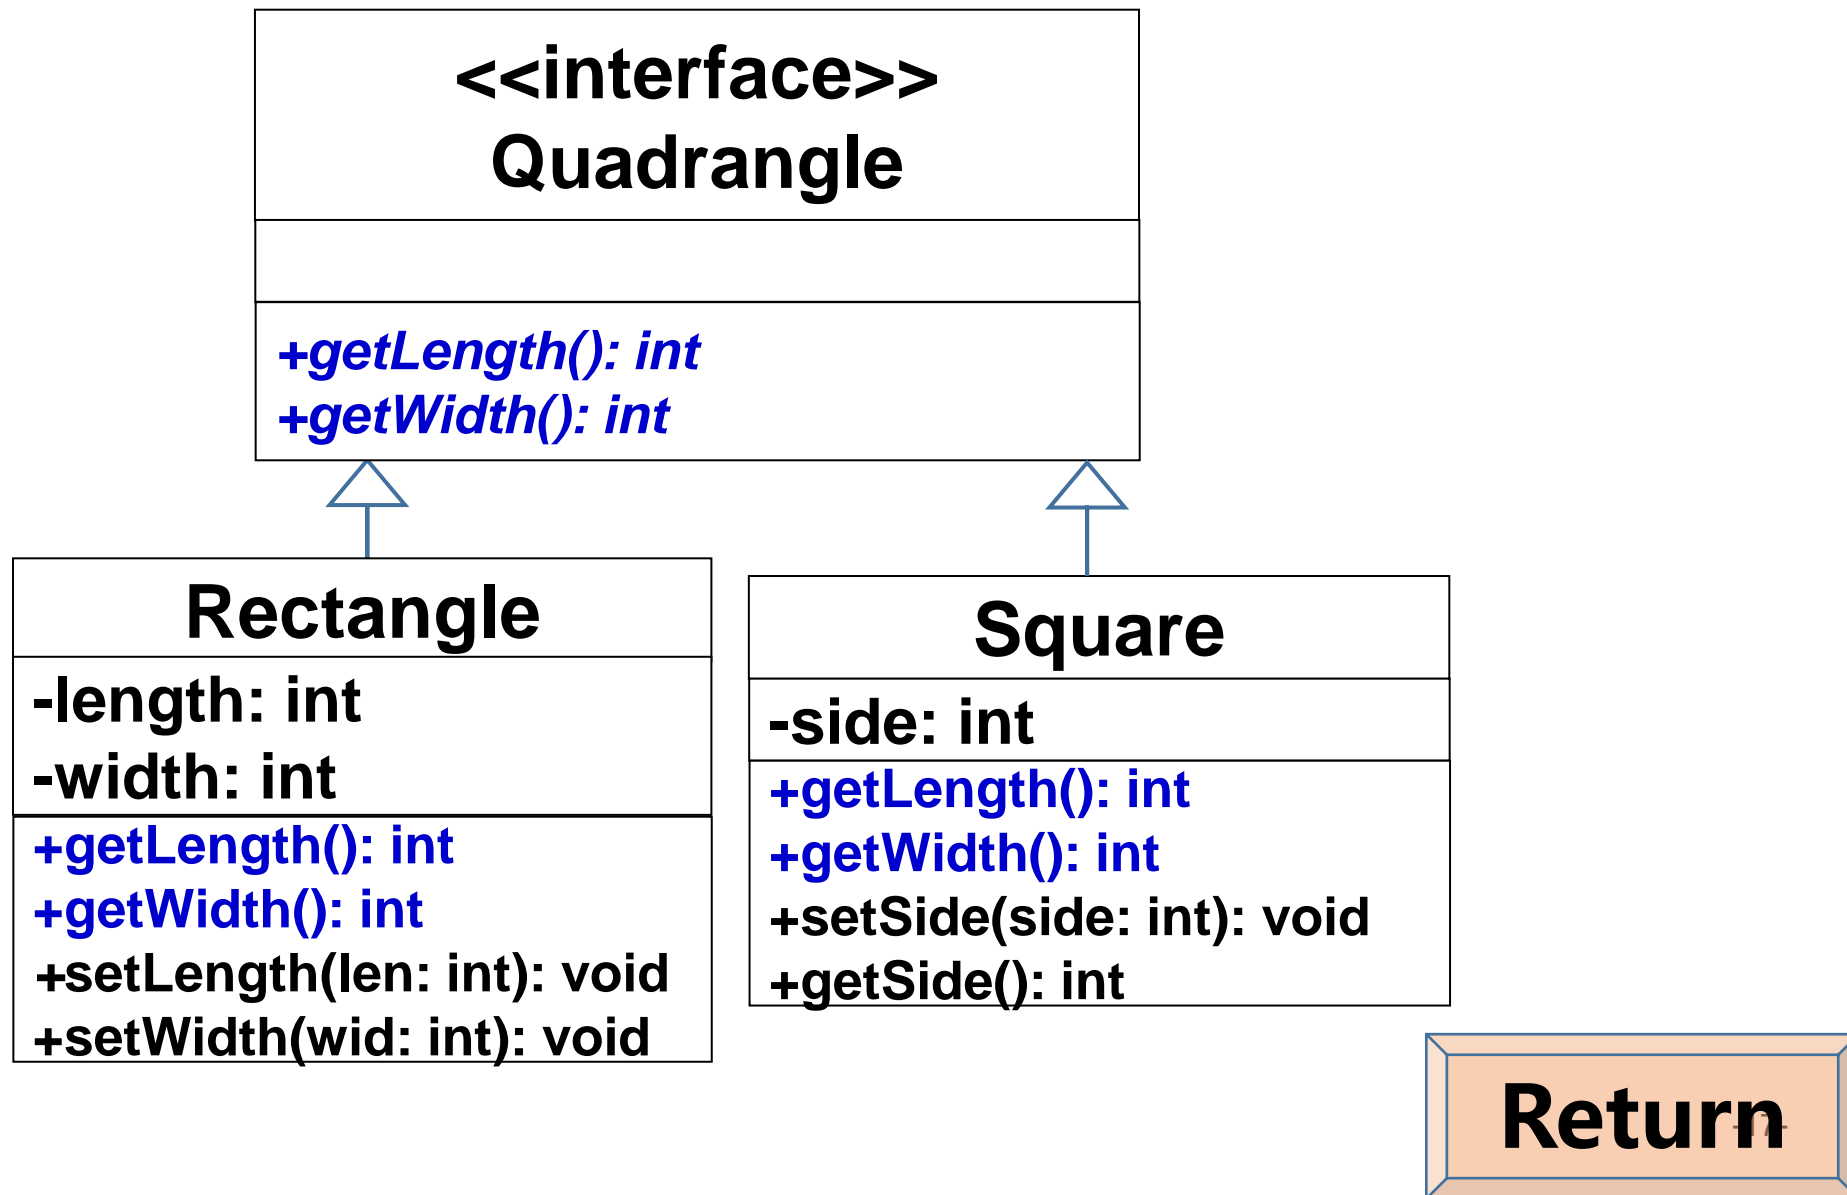 <<interface>>
Quadrangle
+getLength(): int
+getWidth(): int
Rectangle
-length: int
-width: int
+getLength(): int
+getWidth(): int
+setLength(len: int): void
+setWidth(wid: int): void
Square
-side: int
+getLength(): int
+getWidth(): int
+setSide(side: int): void
+getSide(): int
Return